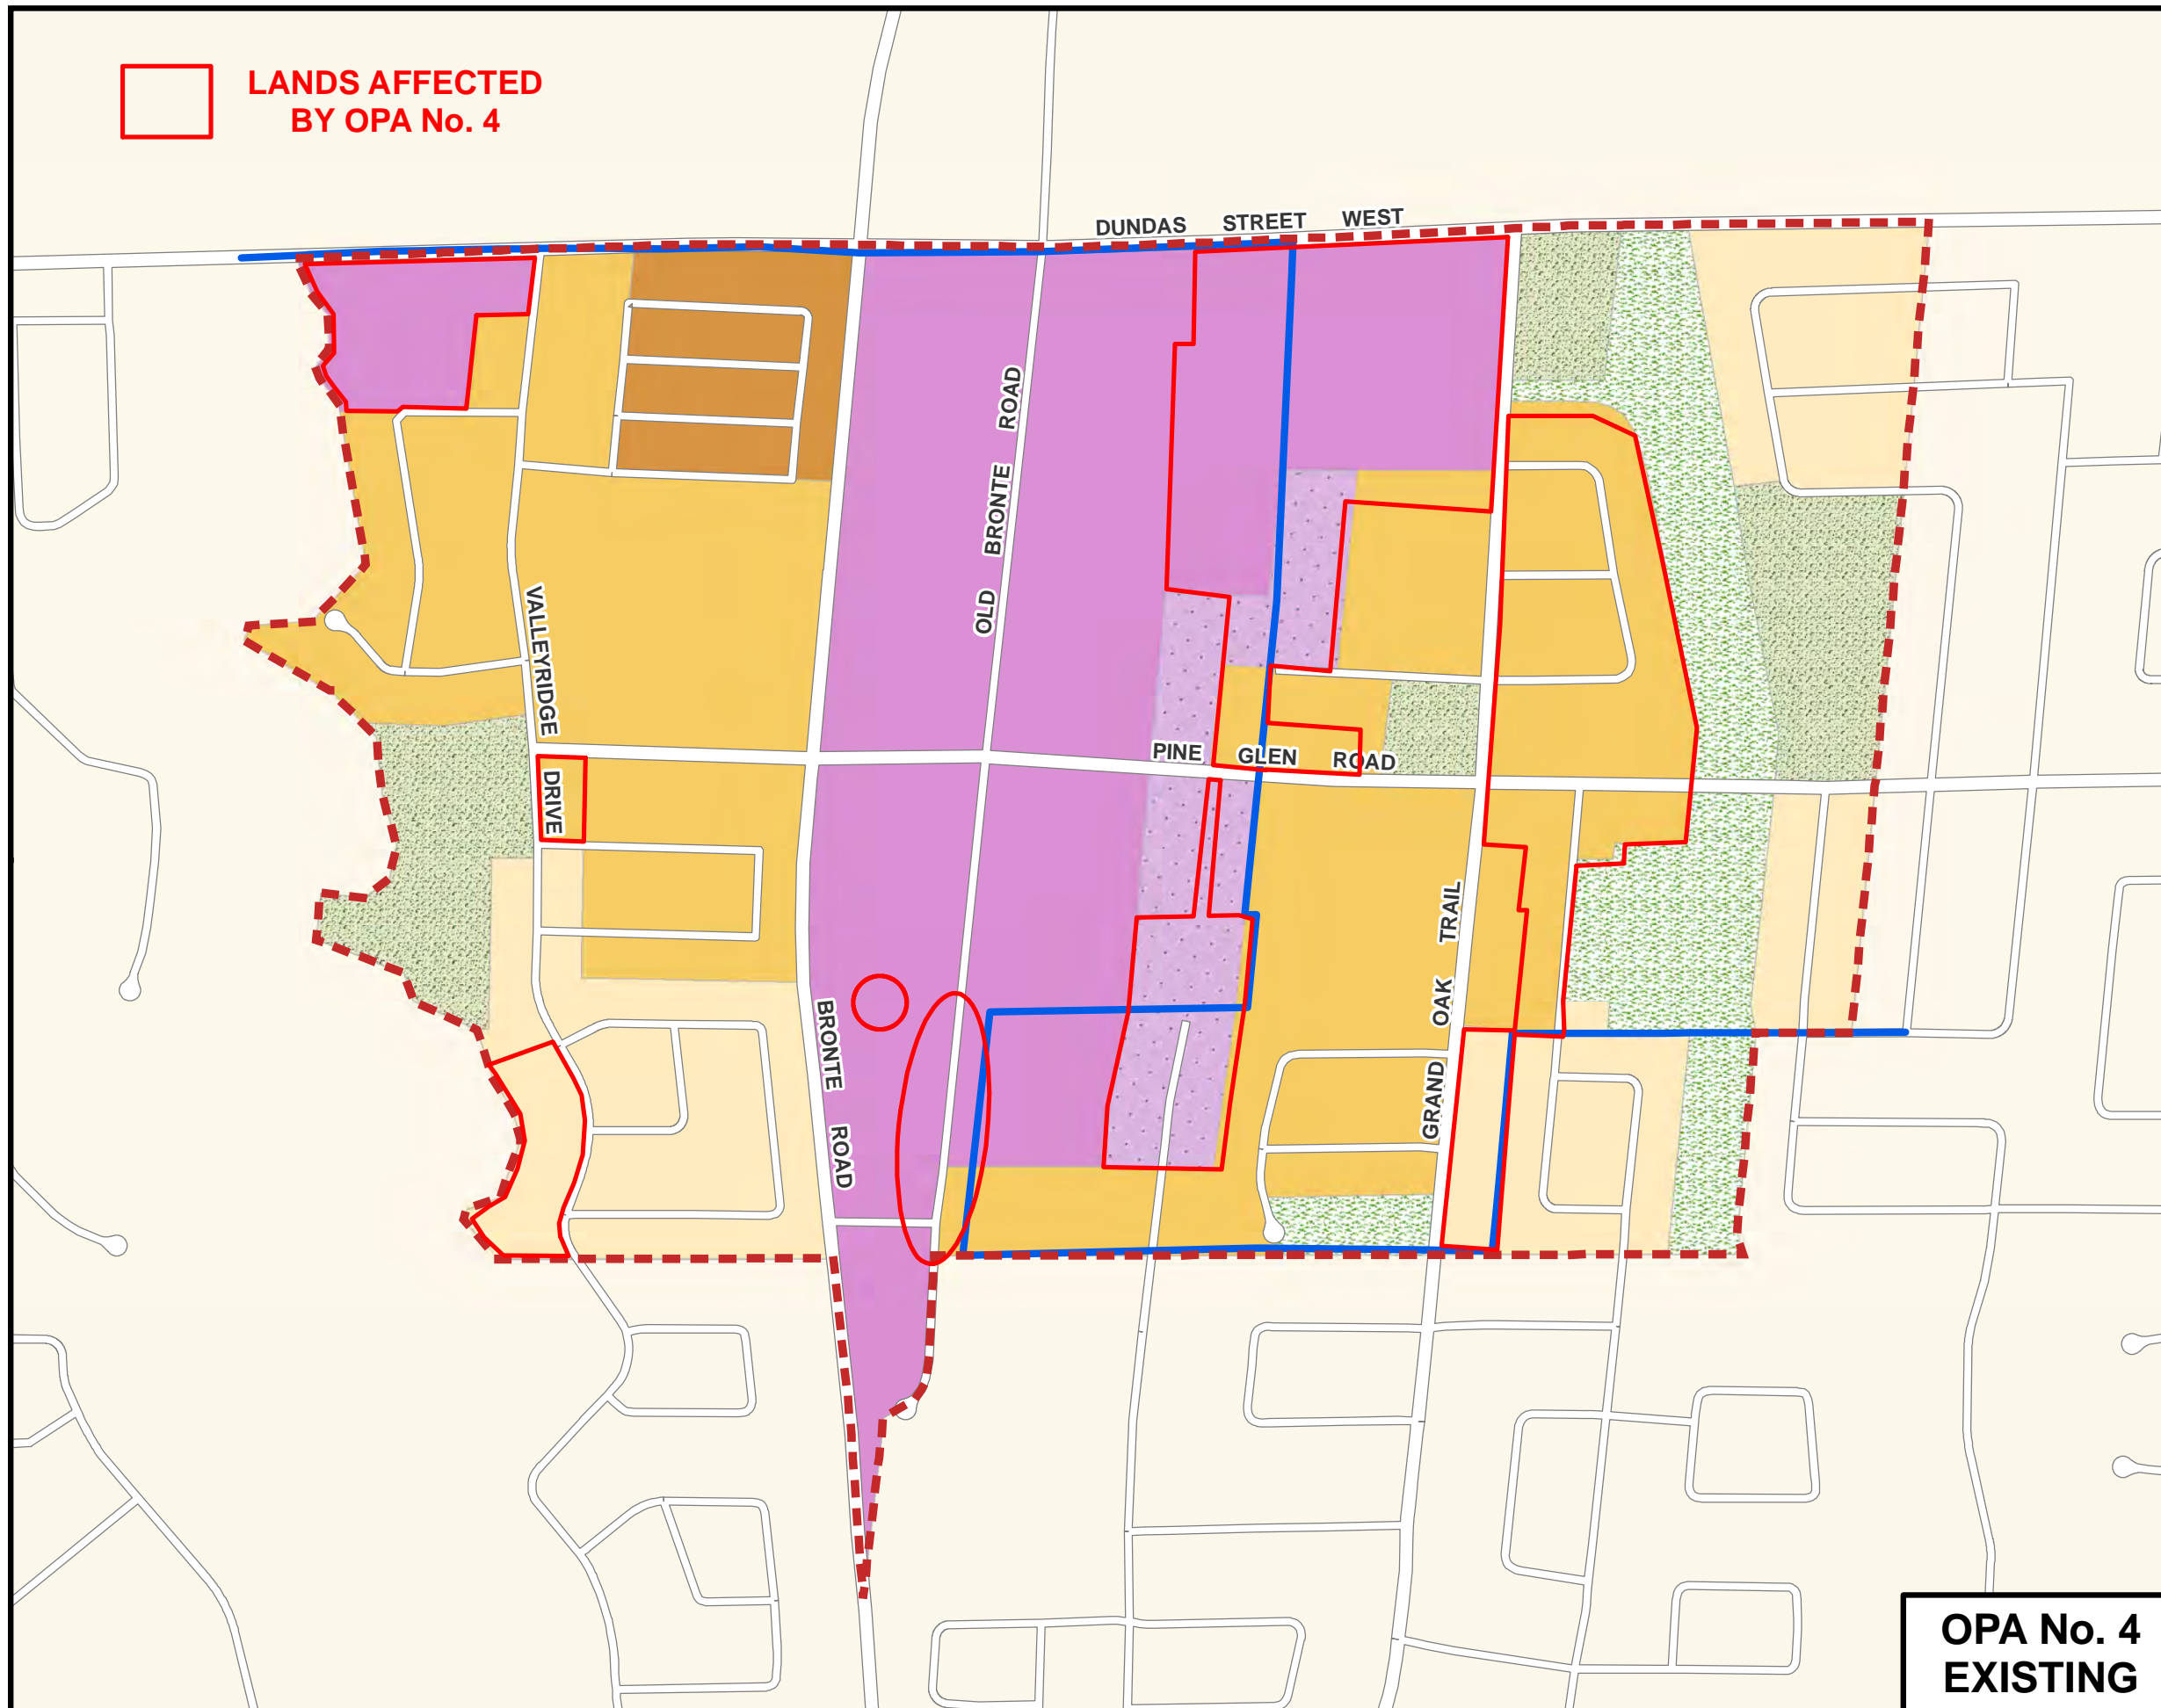 LANDS AFFECTED
BY OPA No. 4
DUNDAS STREET WEST
OLD BRONTE ROAD
VALLEYRIDGE DRIVE
PINE GLEN ROAD
GRAND OAK TRAIL
BRONTE ROAD
OPA No. 4
EXISTING